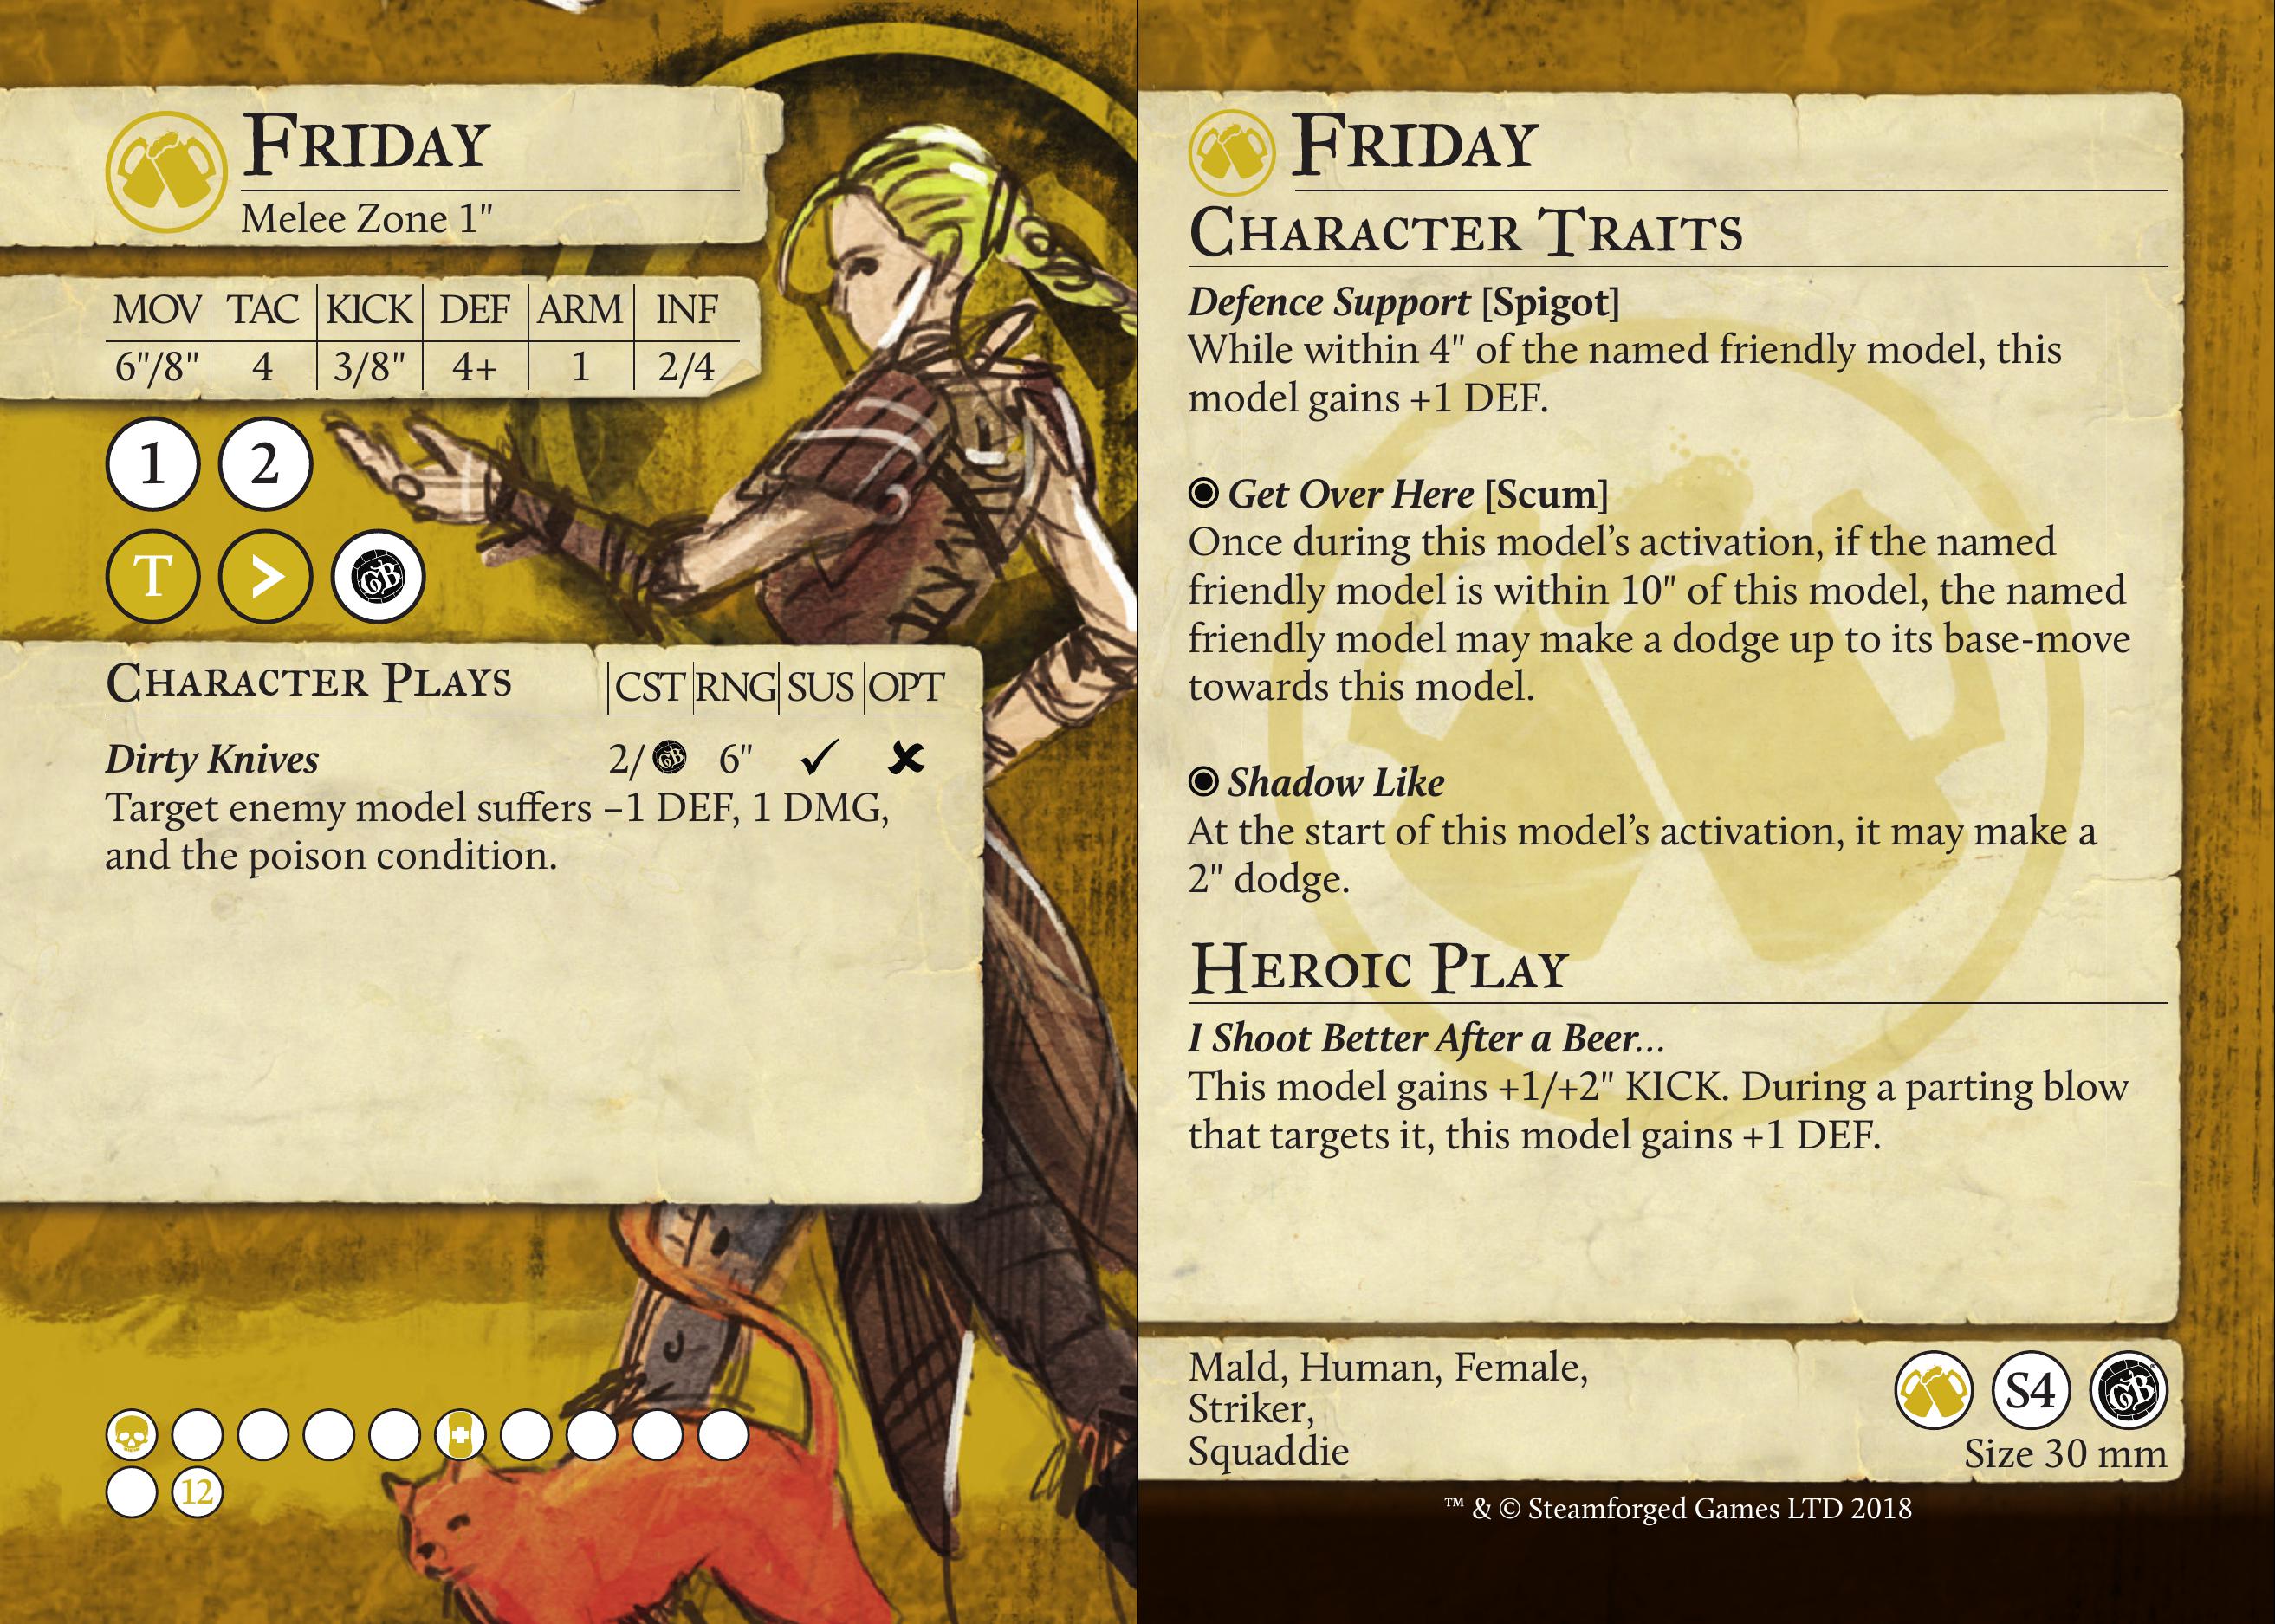 FRIDAY
Melee Zone 1"
MOV TAC KICK DEF ARM INF
6"/8" 4 3/8" 4+ 1 2/4
1 2
T > GB
CHARACTER PLAYS CST RNG SUS OPT
Dirty Knives 2/GB 6" ✓ ✘
Target enemy model suffers –1 DEF, 1 DMG,
and the poison condition.
12
FRIDAY
CHARACTER TRAITS
Defence Support [Spigot]
While within 4" of the named friendly model, this
model gains +1 DEF.
Get Over Here [Scum]
Once during this model’s activation, if the named
friendly model is within 10" of this model, the named
friendly model may make a dodge up to its base-move
towards this model.
Shadow Like
At the start of this model’s activation, it may make a
2" dodge.
HEROIC PLAY
I Shoot Better After a Beer...
This model gains +1/+2" KICK. During a parting blow
that targets it, this model gains +1 DEF.
Mald, Human, Female,
Striker,
Squaddie
S4 GB
Size 30 mm
™ & © Steamforged Games LTD 2018